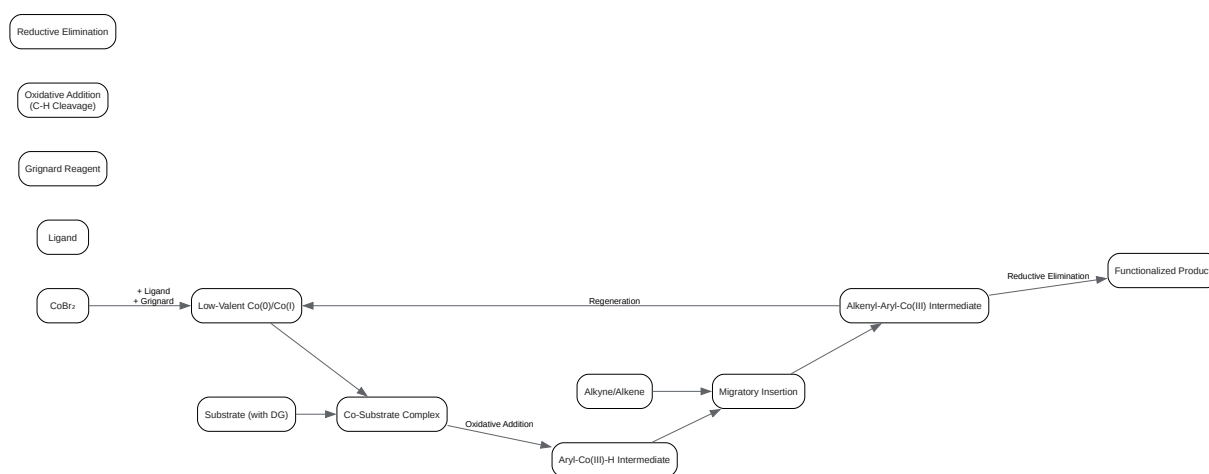 Reductive Elimination
Oxidative Addition
(C-H Cleavage)
Grignard Reagent
Ligand
CoBr₂
+ Ligand
+ Grignard
Low-Valent Co(0)/Co(I)
Regeneration
Alkenyl-Aryl-Co(III) Intermediate
Reductive Elimination
Functionalized Product
Substrate (with DG)
Co-Substrate Complex
Oxidative Addition
Alkyne/Alkene
Migratory Insertion
Aryl-Co(III)-H Intermediate